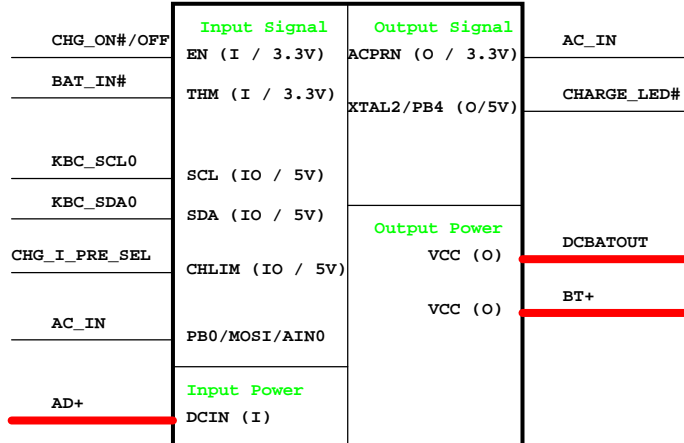 Input Signal
Output Signal
CHG_ON#/OFF
EN (I / 3.3V)
ACPRN (O / 3.3V)
AC_IN
BAT_IN#
THM (I / 3.3V)
XTAL2/PB4 (O/5V)
CHARGE_LED#
KBC_SCL0
SCL (IO / 5V)
KBC_SDA0
SDA (IO / 5V)
Output Power
CHG_I_PRE_SEL
CHLIM (IO / 5V)
VCC (O)
DCBATOUT
AC_IN
PB0/MOSI/AIN0
VCC (O)
BT+
Input Power
AD+
DCIN (I)